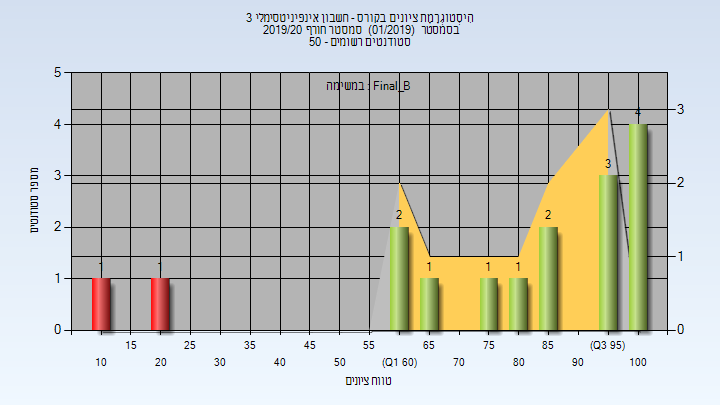 היסטוגרמת ציונים בקורס - חשבון אינפיניטסימלי 3
בסמסטר (01/2019) סמסטר חורף 2019/20
סטודנטים רשומים - 50
במשימה : Final_B
מספר סטודנטים
5
4
3
2
1
0
3
2
1
0
1
1
2
1
1
1
2
3
4
15 25 35 45 55 65 75 85 (Q3 95)
10 20 30 40 50 (Q1 60) 70 80 90 100
טווח ציונים